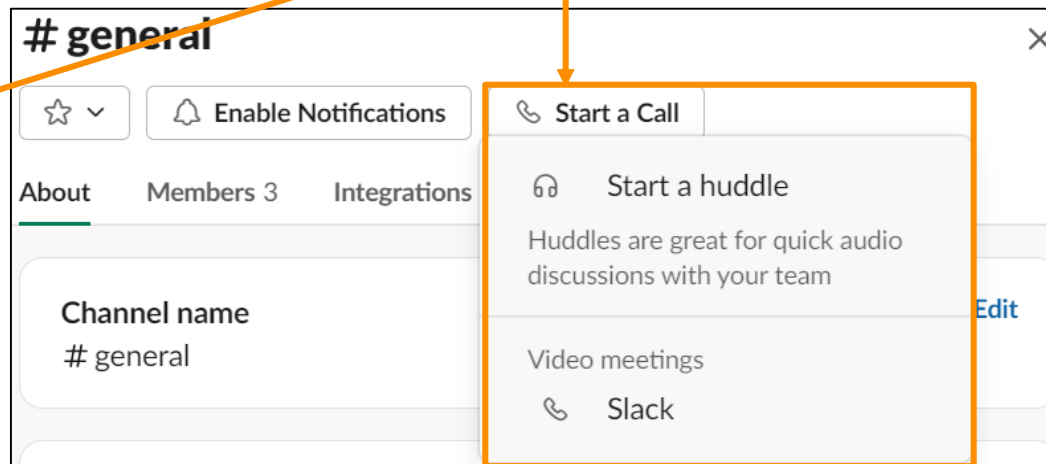 # general
Enable Notifications
Start a Call
About Members 3 Integrations
Start a huddle
Huddles are great for quick audio
discussions with your team
Channel name
# general
Edit
Video meetings
Slack